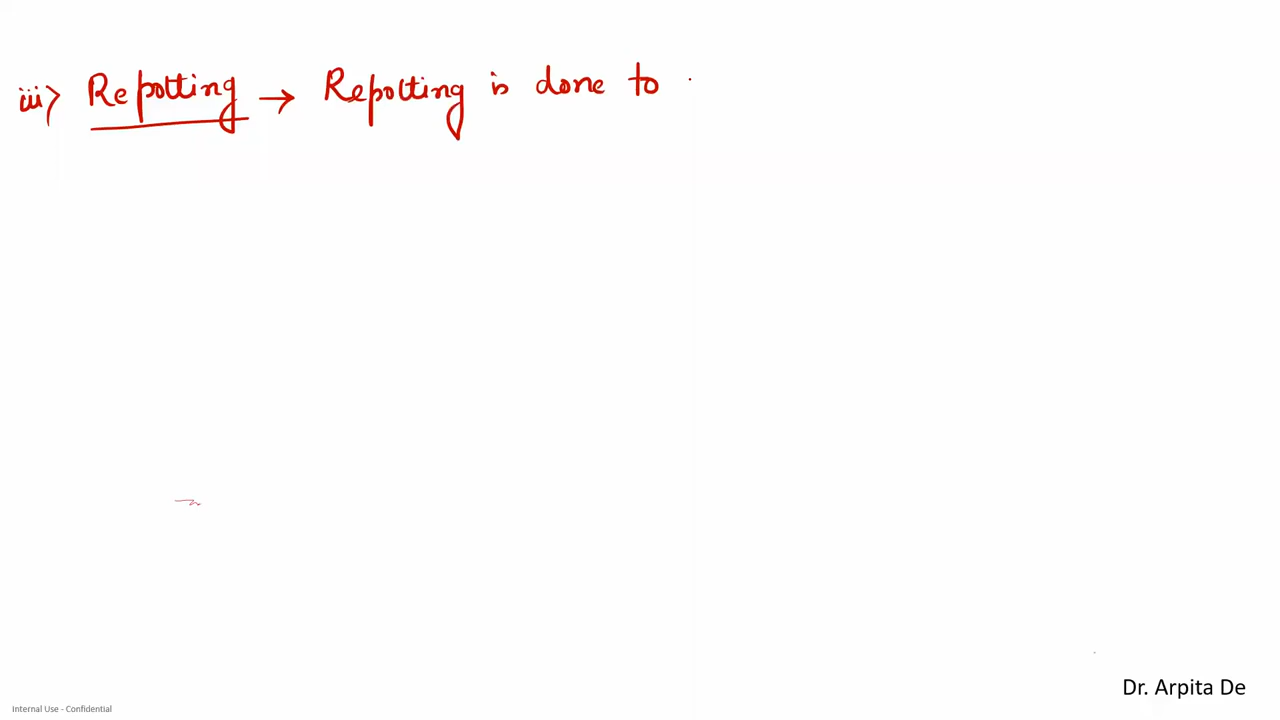 iii) Repotting → Repotting is done to
Dr. Arpita De
Internal Use - Confidential